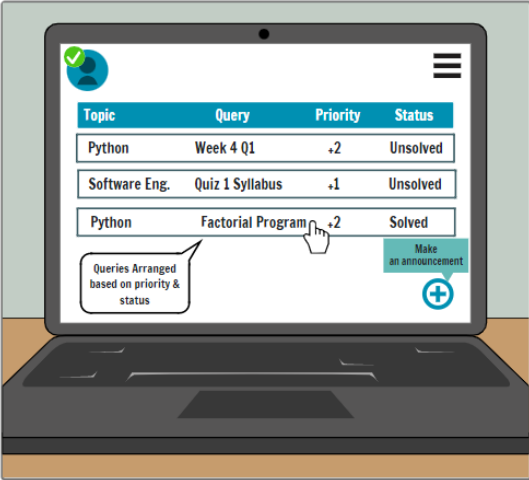 Topic Query Priority Status
Python Week 4 Q1 +2 Unsolved
Software Eng. Quiz 1 Syllabus +1 Unsolved
Python Factorial Program +2 Solved
Make
an announcement
Queries Arranged
based on priority &
status